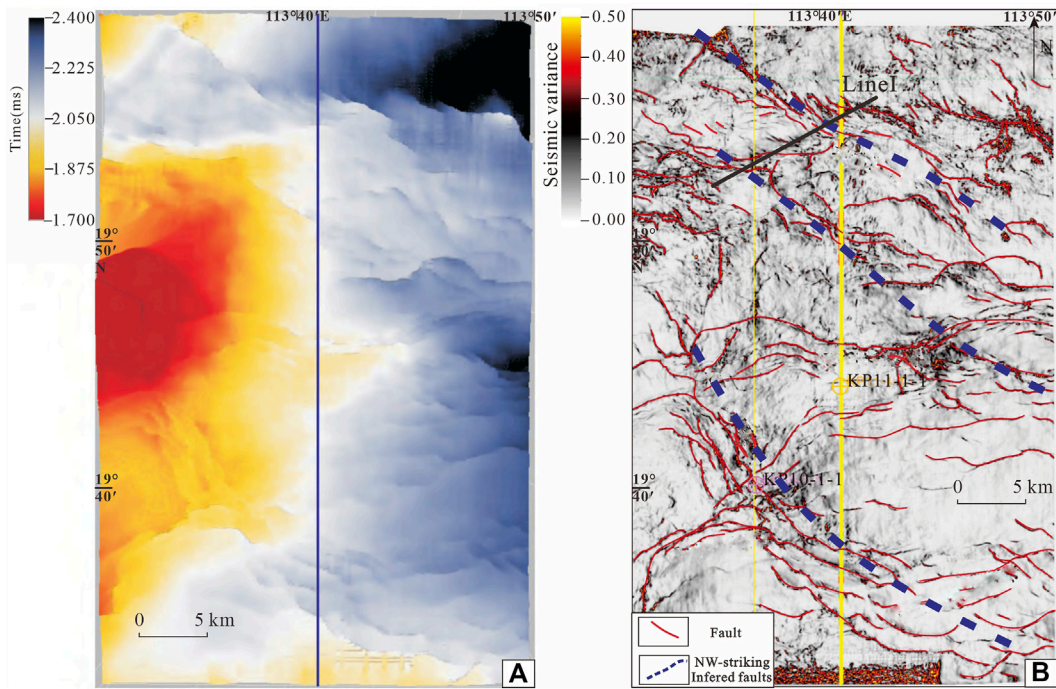 113°40′
113°50′
-2.400
-2.225
-2.050
-1.875
-1.700
Time(ms)
19°
50′
N
19°
40′
0 5 km
A
0.50
0.40
0.30
0.20
0.10
0.00
Seismic variance
113°40′E
113°50′
N
LineI
19°
50′
N
KP11-1-1
19°
40′
KP10-1-1
0 5 km
Fault
NW-striking
Infered faults
B